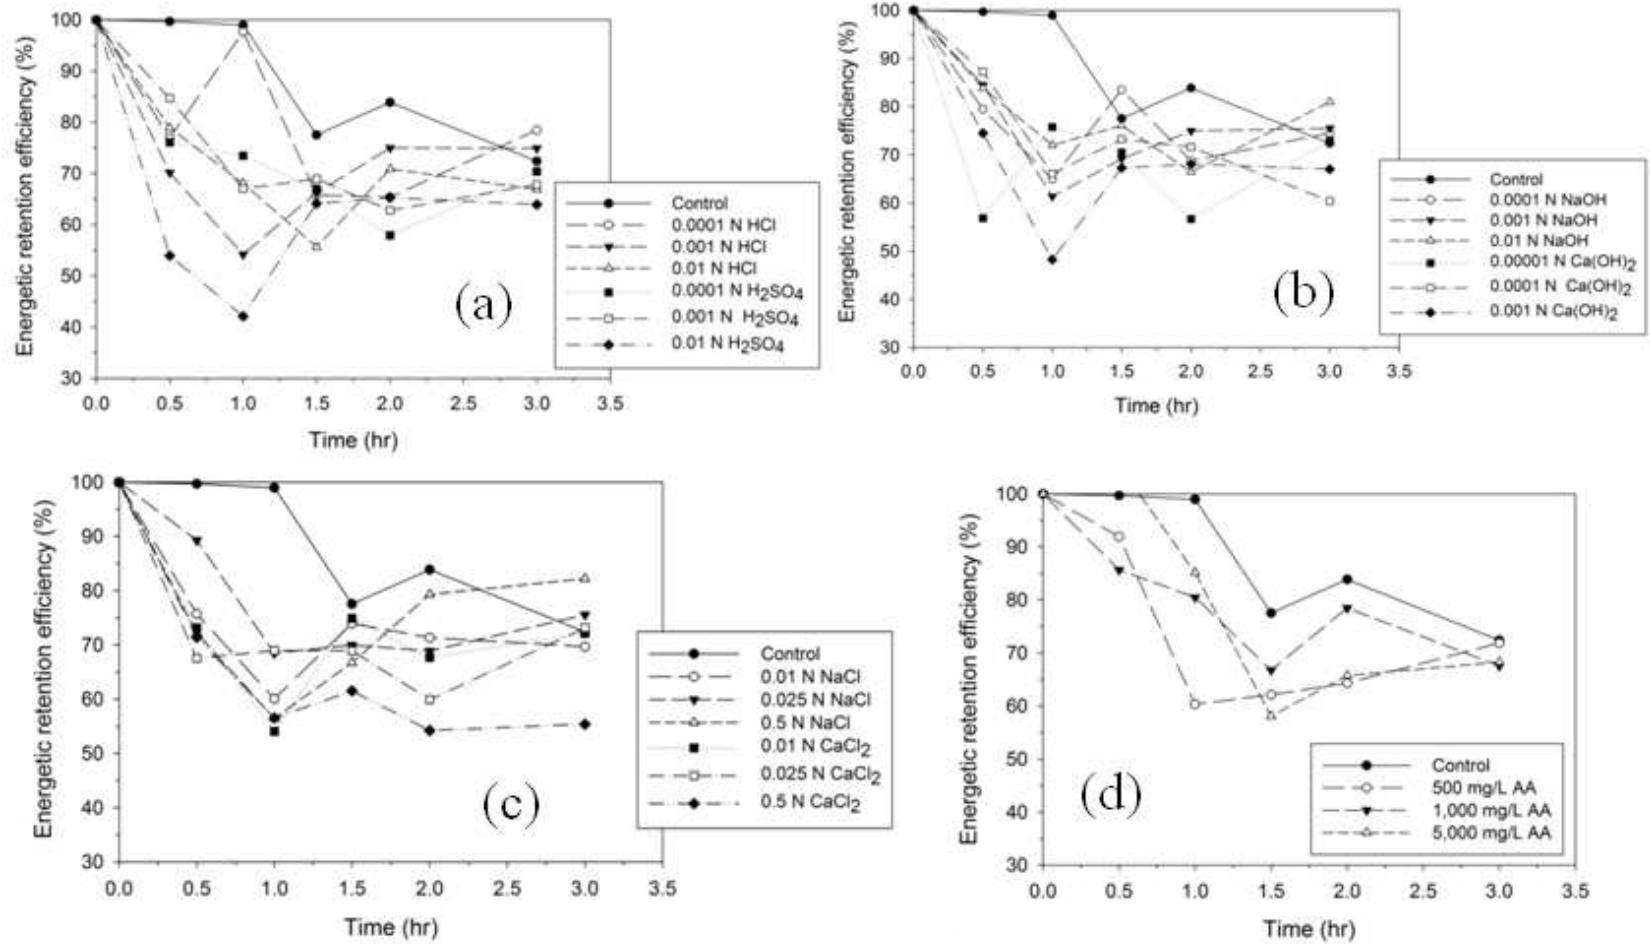 Energetic retention efficiency (%)
100
90
80
70
60
50
40
30
0.0 0.5 1.0 1.5 2.0 2.5 3.0 3.5
Time (hr)
(a)
Control
0.0001 N HCl
0.001 N HCl
0.01 N HCl
0.0001 N H2SO4
0.001 N H2SO4
0.01 N H2SO4
Energetic retention efficiency (%)
100
90
80
70
60
50
40
30
0.0 0.5 1.0 1.5 2.0 2.5 3.0 3.5
Time (hr)
(b)
Control
0.0001 N NaOH
0.001 N NaOH
0.01 N NaOH
0.00001 N Ca(OH)2
0.0001 N Ca(OH)2
0.001 N Ca(OH)2
Energetic retention efficiency (%)
100
90
80
70
60
50
40
30
0.0 0.5 1.0 1.5 2.0 2.5 3.0 3.5
Time (hr)
(c)
Control
0.01 N NaCl
0.025 N NaCl
0.5 N NaCl
0.01 N CaCl2
0.025 N CaCl2
0.5 N CaCl2
Energetic retention efficiency (%)
100
90
80
70
60
50
40
30
0.0 0.5 1.0 1.5 2.0 2.5 3.0 3.5
Time (hr)
(d)
Control
500 mg/L AA
1,000 mg/L AA
5,000 mg/L AA